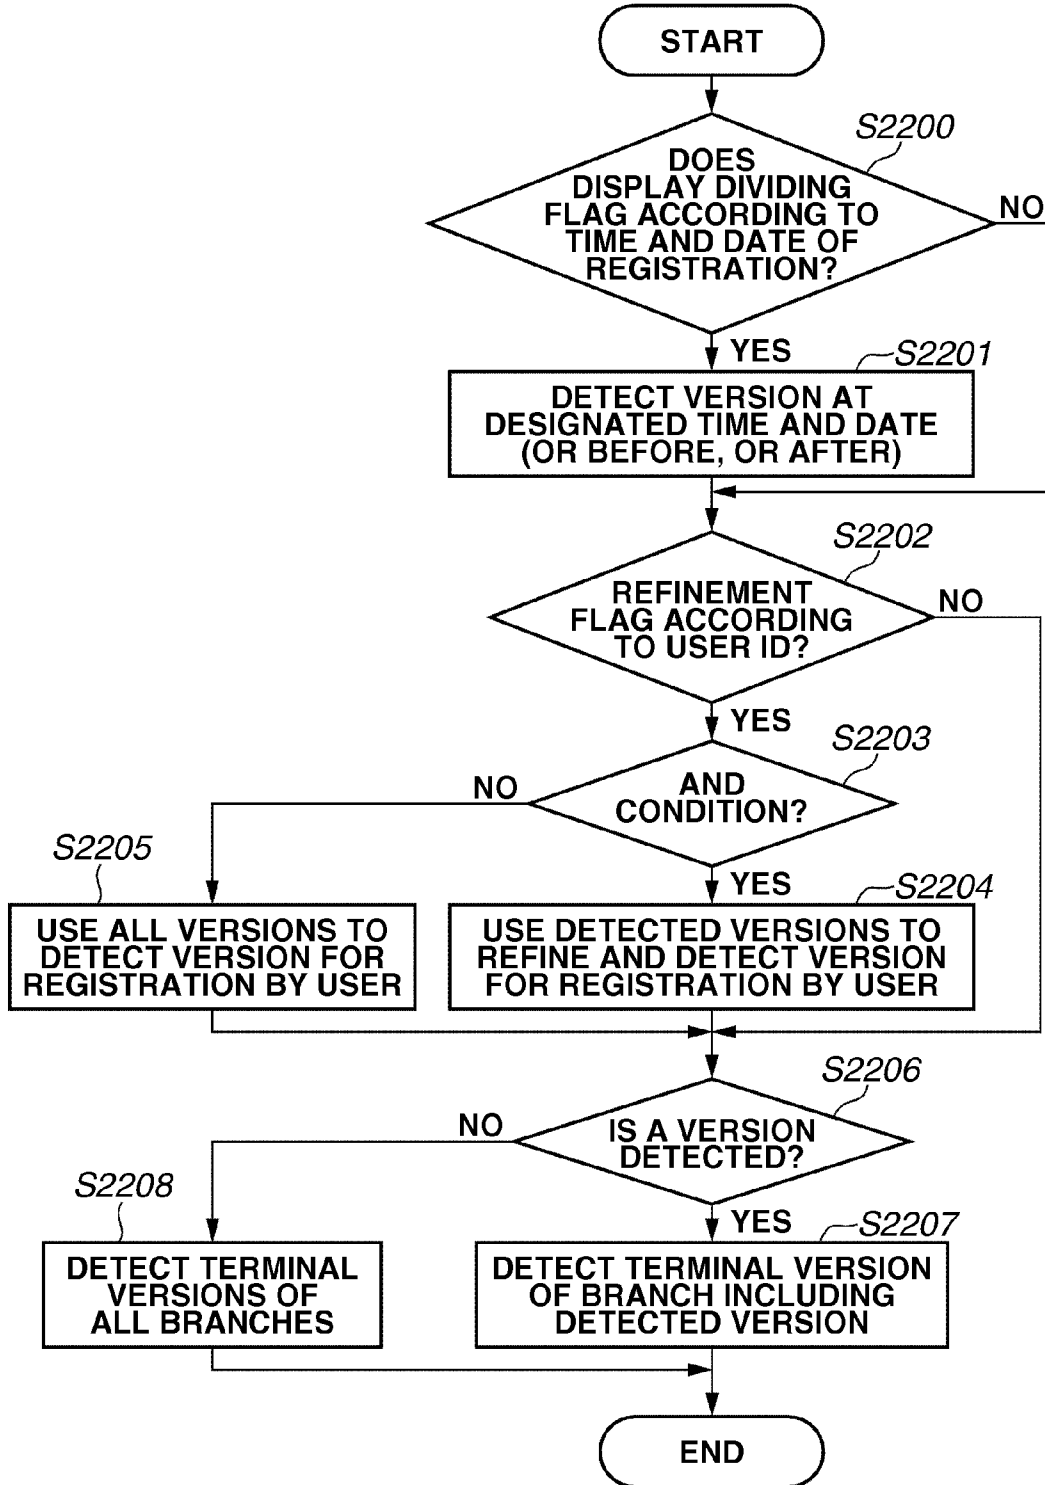 START
S2200
DOES
DISPLAY DIVIDING
FLAG ACCORDING TO
TIME AND DATE OF
REGISTRATION?
NO
YES
S2201
DETECT VERSION AT
DESIGNATED TIME AND DATE
(OR BEFORE, OR AFTER)
S2202
REFINEMENT
FLAG ACCORDING
TO USER ID?
NO
YES
S2203
AND
CONDITION?
NO
YES
S2205
S2204
USE ALL VERSIONS TO
DETECT VERSION FOR
REGISTRATION BY USER
USE DETECTED VERSIONS TO
REFINE AND DETECT VERSION
FOR REGISTRATION BY USER
S2206
IS A VERSION
DETECTED?
NO
YES
S2208
S2207
DETECT TERMINAL
VERSIONS OF
ALL BRANCHES
DETECT TERMINAL VERSION
OF BRANCH INCLUDING
DETECTED VERSION
END